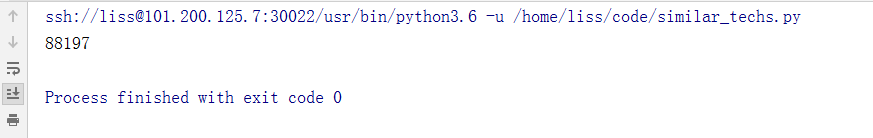 ssh://liss@101.200.125.7:30022/usr/bin/python3.6 -u /home/liss/code/similar_techs.py
88197
Process finished with exit code 0